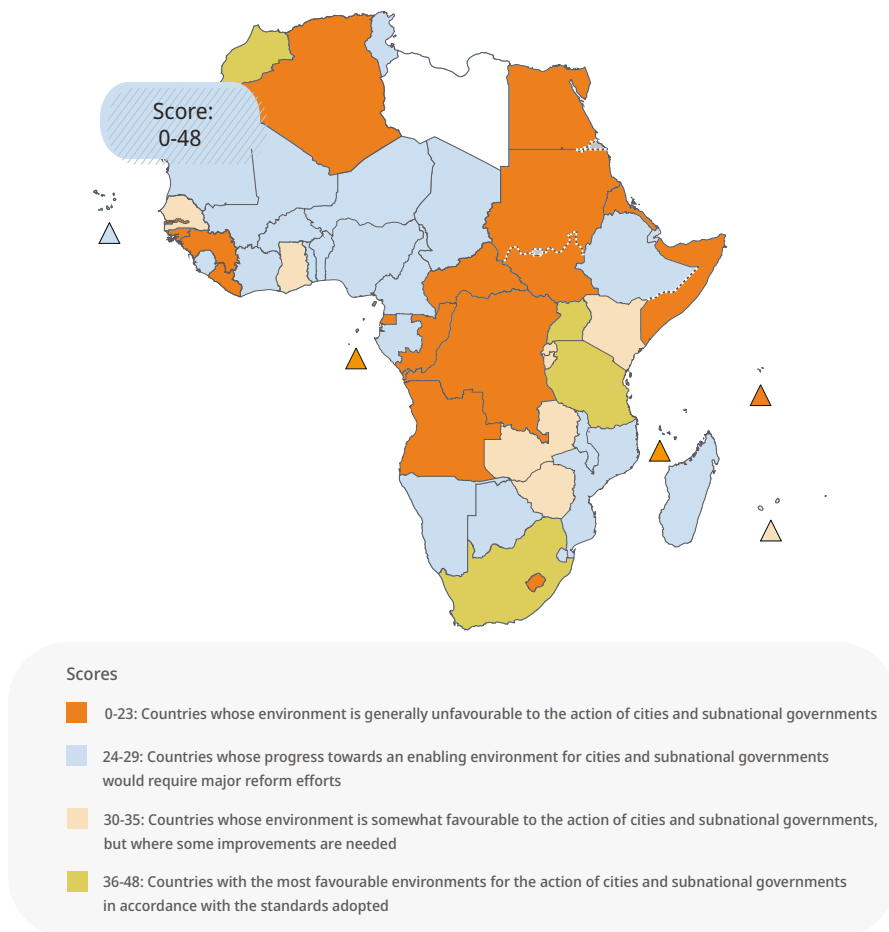 Score:
0-48
Scores
0-23: Countries whose environment is generally unfavourable to the action of cities and subnational governments
24-29: Countries whose progress towards an enabling environment for cities and subnational governments
would require major reform efforts
30-35: Countries whose environment is somewhat favourable to the action of cities and subnational governments,
but where some improvements are needed
36-48: Countries with the most favourable environments for the action of cities and subnational governments
in accordance with the standards adopted